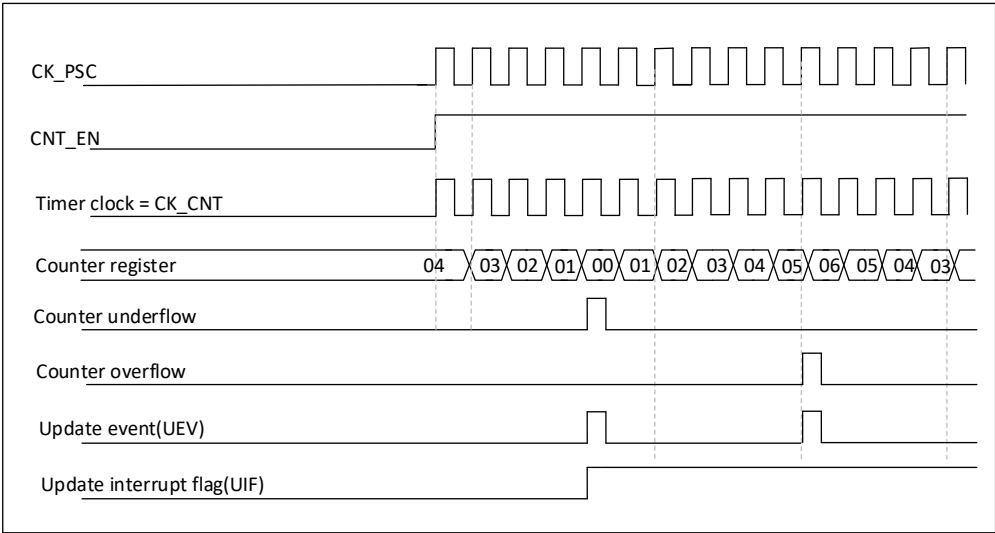 CK_PSC
CNT_EN
Timer clock = CK_CNT
Counter register 04 03 02 01 00 01 02 03 04 05 06 05 04 03
Counter underflow
Counter overflow
Update event(UEV)
Update interrupt flag(UIF)